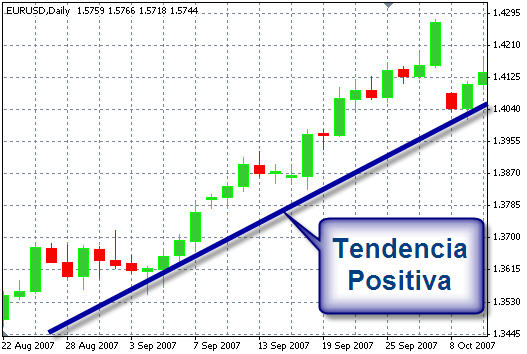 EURUSD,Daily 1.5759 1.5766 1.5718 1.5744
1.4295
1.4210
1.4125
1.4040
1.3955
1.3870
1.3785
1.3700
1.3615
1.3530
1.3445
Tendencia
Positiva
22 Aug 2007 28 Aug 2007 3 Sep 2007 7 Sep 2007 13 Sep 2007 19 Sep 2007 25 Sep 2007 8 Oct 2007